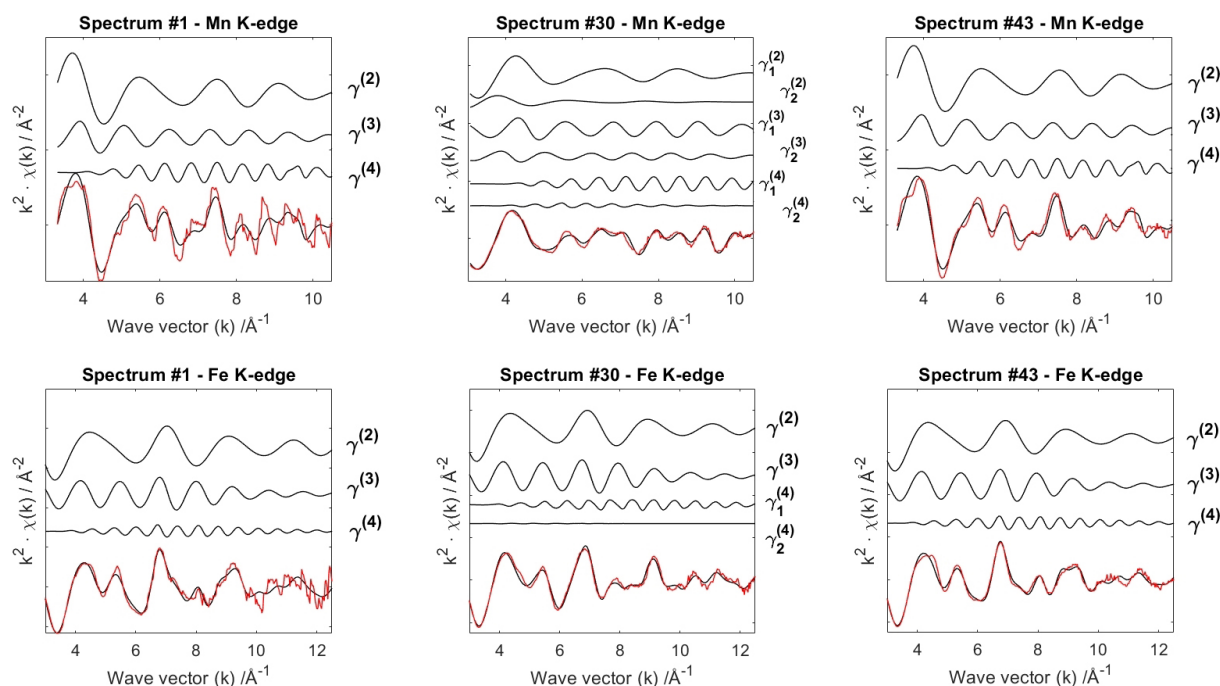 Spectrum #1 - Mn K-edge
k² · χ(k) / Å⁻²
γ⁽²⁾
γ⁽³⁾
γ⁽⁴⁾
4 6 8 10
Wave vector (k) /Å⁻¹
Spectrum #30 - Mn K-edge
k² · χ(k) / Å⁻²
γ₁⁽²⁾
γ₂⁽²⁾
γ₁⁽³⁾
γ₂⁽³⁾
γ₁⁽⁴⁾
γ₂⁽⁴⁾
4 6 8 10
Wave vector (k) /Å⁻¹
Spectrum #43 - Mn K-edge
k² · χ(k) / Å⁻²
γ⁽²⁾
γ⁽³⁾
γ⁽⁴⁾
4 6 8 10
Wave vector (k) /Å⁻¹
Spectrum #1 - Fe K-edge
k² · χ(k) / Å⁻²
γ⁽²⁾
γ⁽³⁾
γ⁽⁴⁾
4 6 8 10 12
Wave vector (k) /Å⁻¹
Spectrum #30 - Fe K-edge
k² · χ(k) / Å⁻²
γ⁽²⁾
γ⁽³⁾
γ₁⁽⁴⁾
γ₂⁽⁴⁾
4 6 8 10 12
Wave vector (k) /Å⁻¹
Spectrum #43 - Fe K-edge
k² · χ(k) / Å⁻²
γ⁽²⁾
γ⁽³⁾
γ⁽⁴⁾
4 6 8 10 12
Wave vector (k) /Å⁻¹